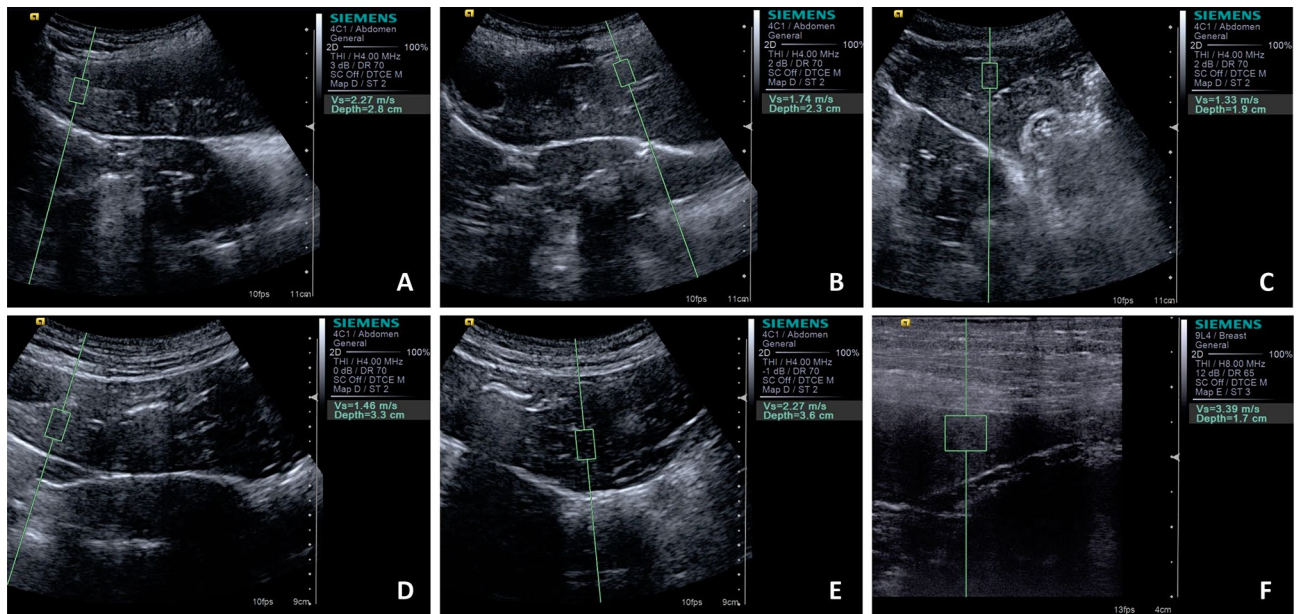 SIEMENS
4C1 / Abdomen
General
2D 100%
THI / H4.00 MHz
3 dB / DR 70
SC Off / DTCE M
Map D / ST 2
Vs=2.27 m/s
Depth=2.8 cm
A
10fps 11cm
SIEMENS
4C1 / Abdomen
General
2D 100%
THI / H4.00 MHz
2 dB / DR 70
SC Off / DTCE M
Map D / ST 2
Vs=1.74 m/s
Depth=2.3 cm
B
10fps 11cm
SIEMENS
4C1 / Abdomen
General
2D 100%
THI / H4.00 MHz
2 dB / DR 70
SC Off / DTCE M
Map D / ST 2
Vs=1.33 m/s
Depth=1.9 cm
C
10fps 11cm
SIEMENS
4C1 / Abdomen
General
2D 100%
THI / H4.00 MHz
0 dB / DR 70
SC Off / DTCE M
Map D / ST 2
Vs=1.46 m/s
Depth=3.3 cm
D
10fps 9cm
SIEMENS
4C1 / Abdomen
General
2D 100%
THI / H4.00 MHz
-1 dB / DR 70
SC Off / DTCE M
Map D / ST 2
Vs=2.27 m/s
Depth=3.6 cm
E
10fps 9cm
SIEMENS
9L4 / Breast
General
2D 100%
THI / H8.00 MHz
12 dB / DR 65
SC Off / DTCE M
Map E / ST 3
Vs=3.39 m/s
Depth=1.7 cm
F
13fps 4cm